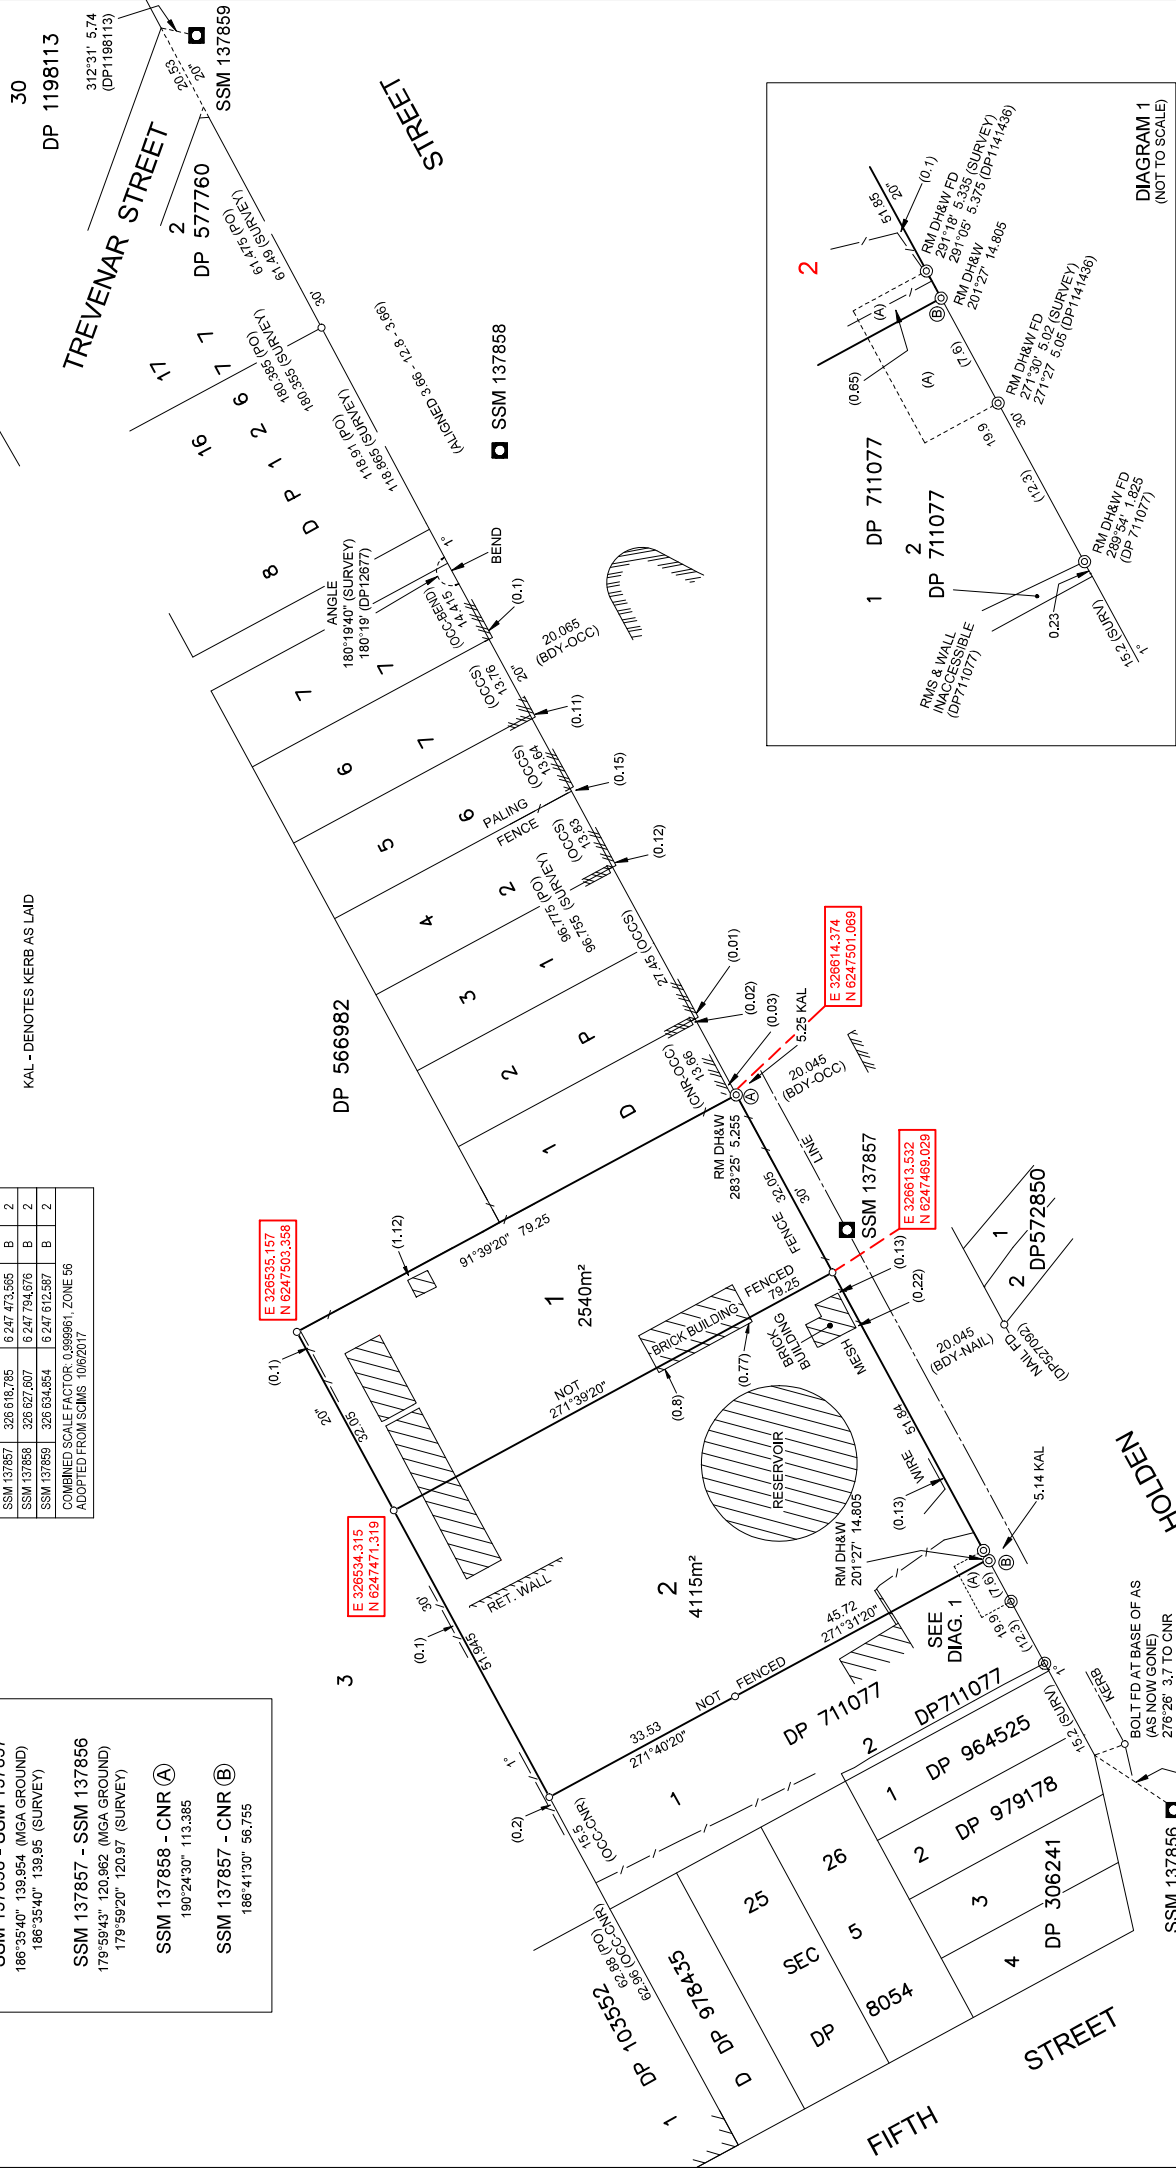 30
DP 1198113
312°31' 5.74
(DP1198113)
20.53
20"
SSM 137859
TREVENAR STREET
2
DP 577760
61.475 (PO)
61.49 (SURVEY)
30'
STREET
17
7
7
180.385 (PO)
180.355 (SURVEY)
16
8
D P 1 2 6
118.91 (PO)
118.865 (SURVEY)
(ALIGNED 3.66 - 12.8 - 3.66)
SSM 137858
1°
BEND
ANGLE
180°19'40" (SURVEY)
180°19' (DP12677)
(OCC-BEND)
14.415
(0.1)
20.065
(BDY-OCC)
20"
(OCCS)
13.76
(0.11)
(OCCS)
13.64
(0.15)
PALING
FENCE
(OCCS)
13.83
(0.12)
96.775 (PO)
96.755 (SURVEY)
27.45 (OCCS)
(0.01)
(0.02)
(0.03)
5.25 KAL
(CNR-OCC)
13.66
7
7
6
7
5
6
4
2
3
1
2
P
1
D
DP 566982
KAL - DENOTES KERB AS LAID
E 326614.374
N 6247501.069
20.045
(BDY-OCC)
RM DH&W
283°25' 5.255
A
LINE
32.05
30'
FENCE
SSM 137857
E 326613.532
N 6247469.029
(0.13)
(0.22)
91°39'20" 79.25
(1.12)
E 326535.157
N 6247503.358
(0.1)
20"
32.05
1
2540m²
BRICK BUILDING
FENCED
79.25
NOT
271°39'20"
(0.8)
(0.77)
BRICK
BUILDING
MESH
SSM 137857 326 618.785 6 247 473.565 B 2
SSM 137858 326 627.607 6 247 794.676 B 2
SSM 137859 326 634.854 6 247 612.587 B 2
COMBINED SCALE FACTOR: 0.999961, ZONE 56
ADOPTED FROM SCIMS 10/6/2017
E 326534.315
N 6247471.319
RET. WALL
RESERVOIR
51.84
WIRE
(0.13)
20.045
(BDY-NAIL)
NAIL FD
(DP527092)
1
2
DP572850
HOLDEN
5.14 KAL
RM DH&W
201°27' 14.805
B
2
4115m²
3
30'
(0.1)
51.945
1°
(0.2)
15.5
(OCC-CNR)
33.53
271°40'20"
NOT
FENCED
45.72
271°31'20"
SEE
DIAG. 1
(A)
(7.6)
19.9
(12.3)
1°
15.2 (SURV)
KERB
BOLT FD AT BASE OF AS
(AS NOW GONE)
276°26' 3.7 TO CNR
SSM 137856
1
DP 711077
2
DP711077
1
DP 964525
2
DP 979178
3
4
DP 306241
26
25
SEC
5
DP
8054
D
DP 978435
1
DP 103552
62.88 (PO)
62.96 (OCC-CNR)
FIFTH
STREET
186°35'40" 139.954 (MGA GROUND)
186°35'40" 139.95 (SURVEY)
SSM 137857 - SSM 137856
179°59'43" 120.962 (MGA GROUND)
179°59'20" 120.97 (SURVEY)
SSM 137858 - CNR A
190°24'30" 113.385
SSM 137857 - CNR B
186°41'30" 56.755
DIAGRAM 1
(NOT TO SCALE)
2
51.85
20"
(0.1)
RM DH&W FD
291°18' 5.335 (SURVEY)
291°05' 5.375 (DP1141436)
RM DH&W
201°27' 14.805
(A)
B
(0.65)
(A)
(7.6)
RM DH&W FD
271°30' 5.02 (SURVEY)
271°27 5.05 (DP1141436)
30'
19.9
(12.3)
1 DP 711077
2
DP 711077
RM DH&W FD
289°54' 1.825
(DP 711077)
RMS & WALL
INACCESSIBLE
(DP711077)
0.23
15.2 (SURV)
1°